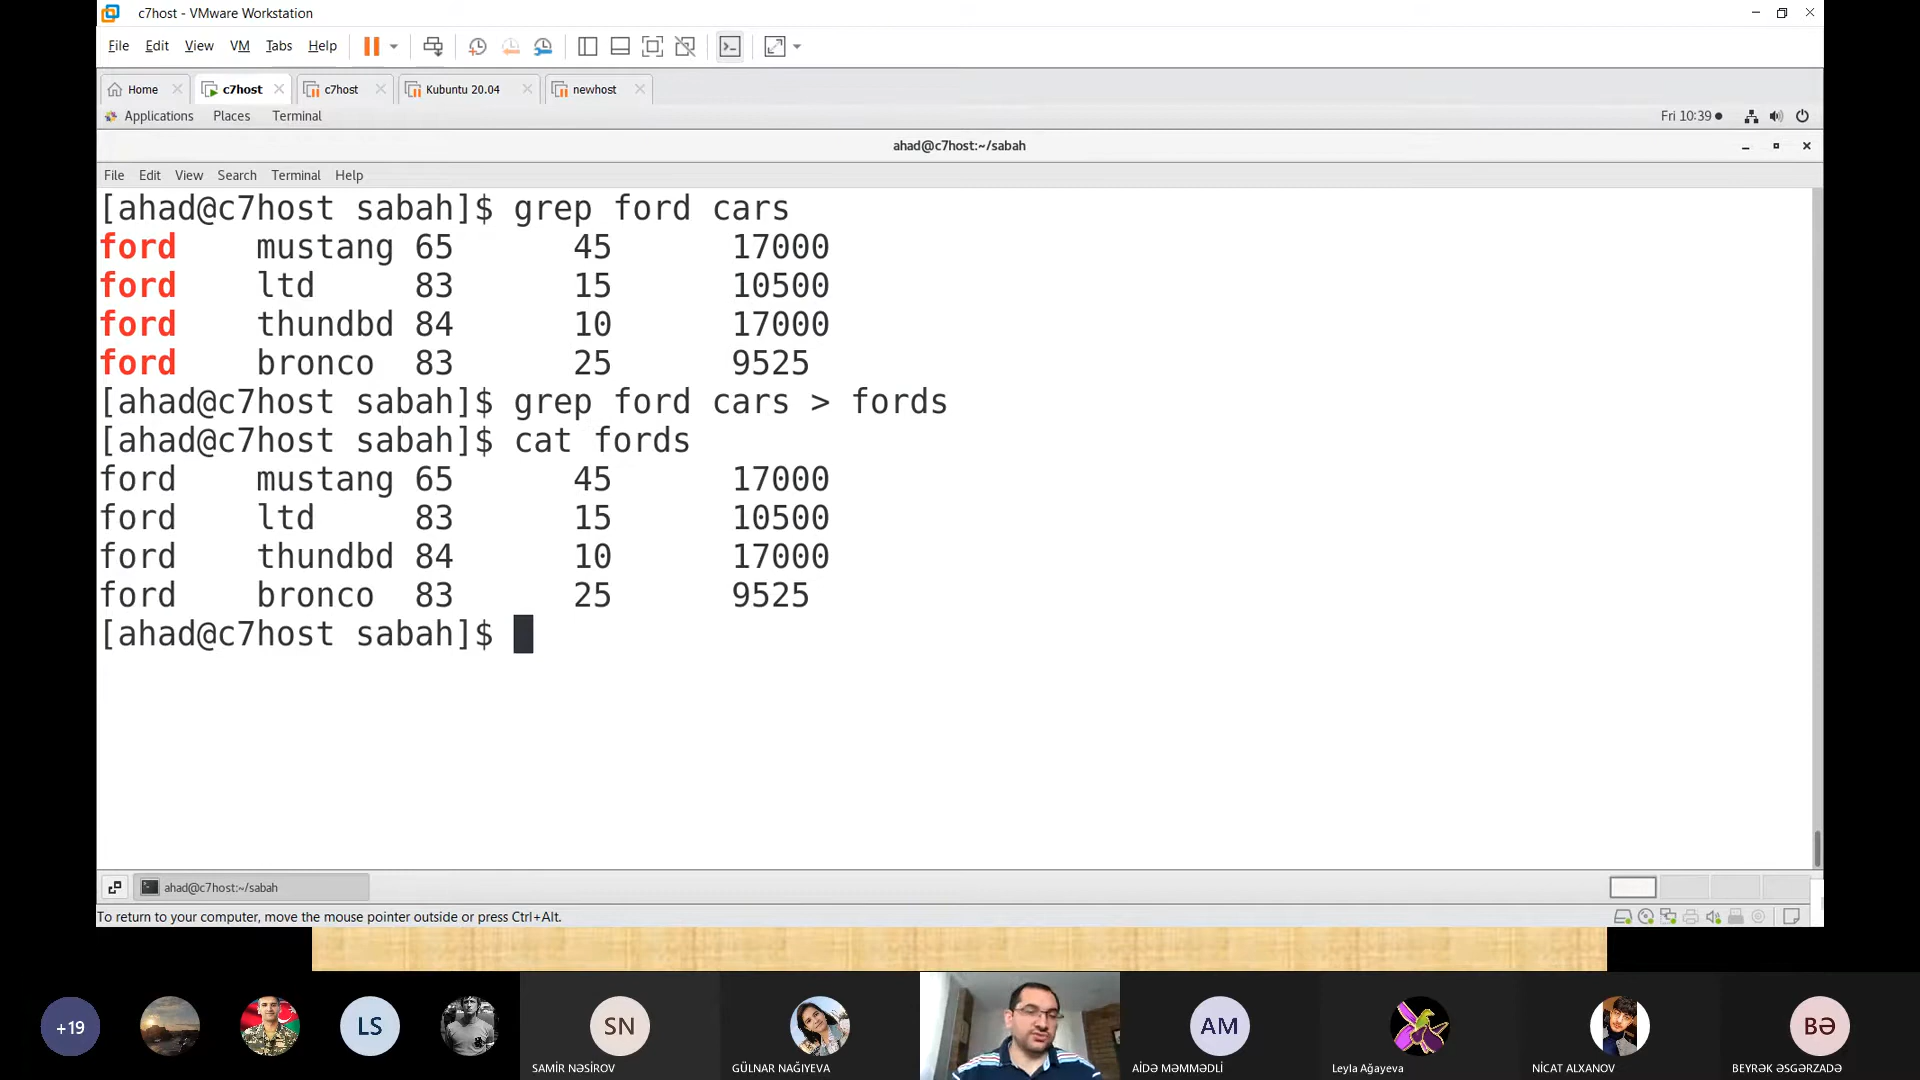 c7host - VMware Workstation
File Edit View VM Tabs Help
Home c7host c7host Kubuntu 20.04 newhost
Applications Places Terminal Fri 10:39
ahad@c7host:~/sabah
File Edit View Search Terminal Help
[ahad@c7host sabah]$ grep ford cars
ford mustang 65 45 17000
ford ltd 83 15 10500
ford thundbd 84 10 17000
ford bronco 83 25 9525
[ahad@c7host sabah]$ grep ford cars > fords
[ahad@c7host sabah]$ cat fords
ford mustang 65 45 17000
ford ltd 83 15 10500
ford thundbd 84 10 17000
ford bronco 83 25 9525
[ahad@c7host sabah]$
ahad@c7host:~/sabah
To return to your computer, move the mouse pointer outside or press Ctrl+Alt.
+19 LS SN AM BƏ
SAMİR NƏSİROV GÜLNAR NAĞIYEVA AİDƏ MƏMMƏDLİ Leyla Ağayeva NİCAT ALXANOV BEYRƏK ƏSGƏRZADƏ